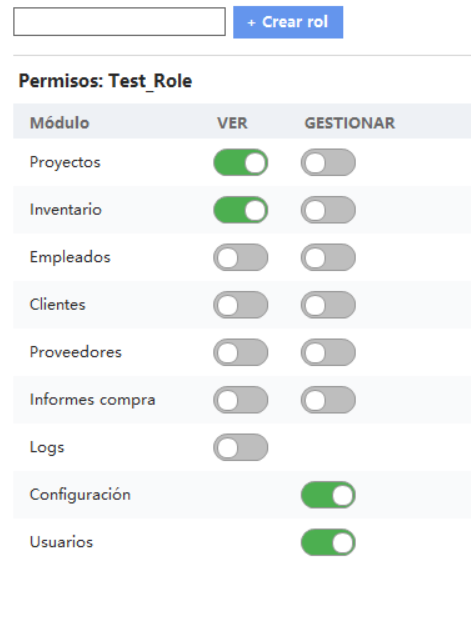 + Crear rol
Permisos: Test_Role
Módulo VER GESTIONAR
Proyectos
Inventario
Empleados
Clientes
Proveedores
Informes compra
Logs
Configuración
Usuarios